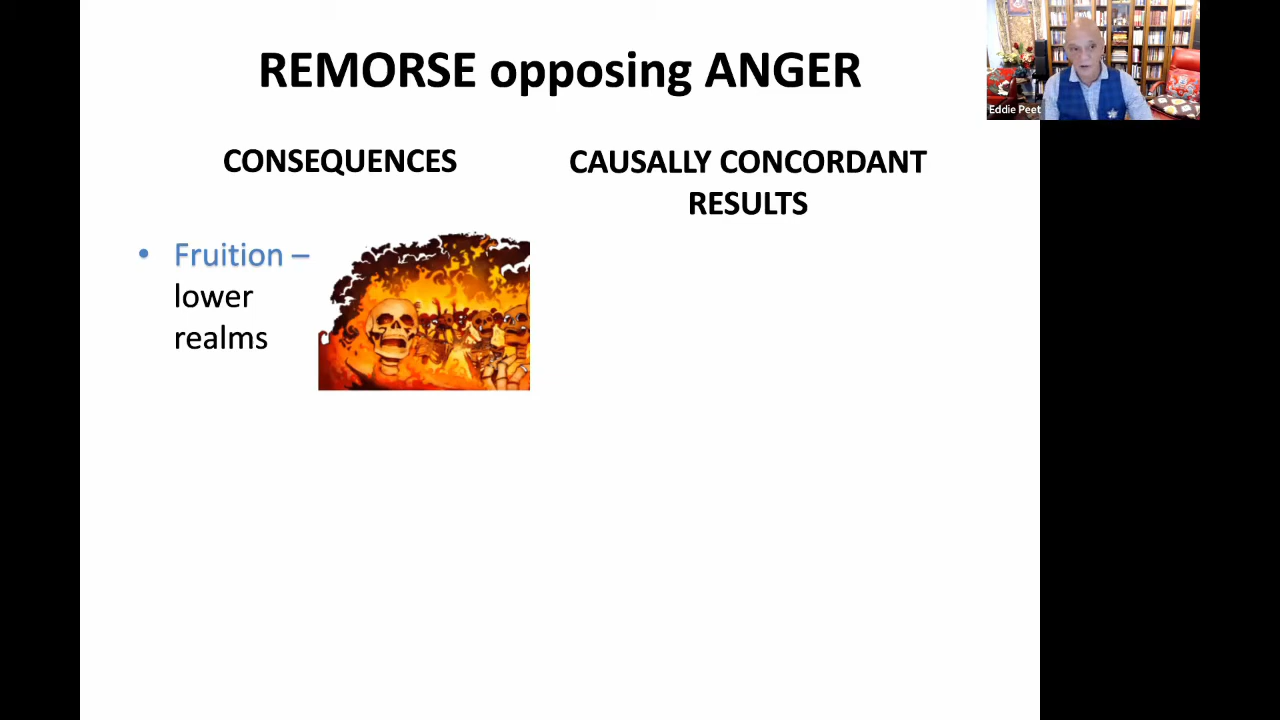 REMORSE opposing ANGER
Eddie Peet
CONSEQUENCES
CAUSALLY CONCORDANT
RESULTS
• Fruition –
lower
realms